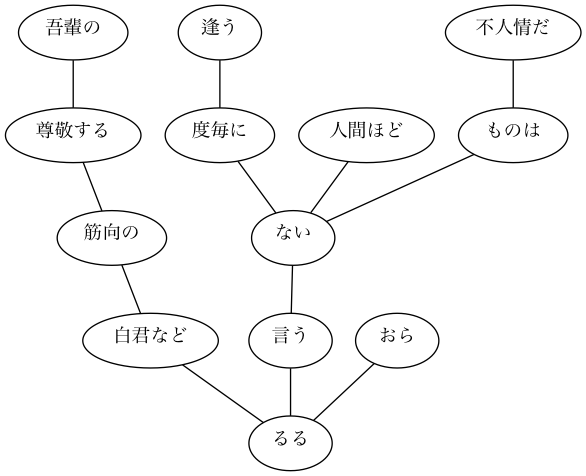 吾輩の
逢う
不人情だ
尊敬する
度毎に
人間ほど
ものは
筋向の
ない
白君など
言う
おら
るる